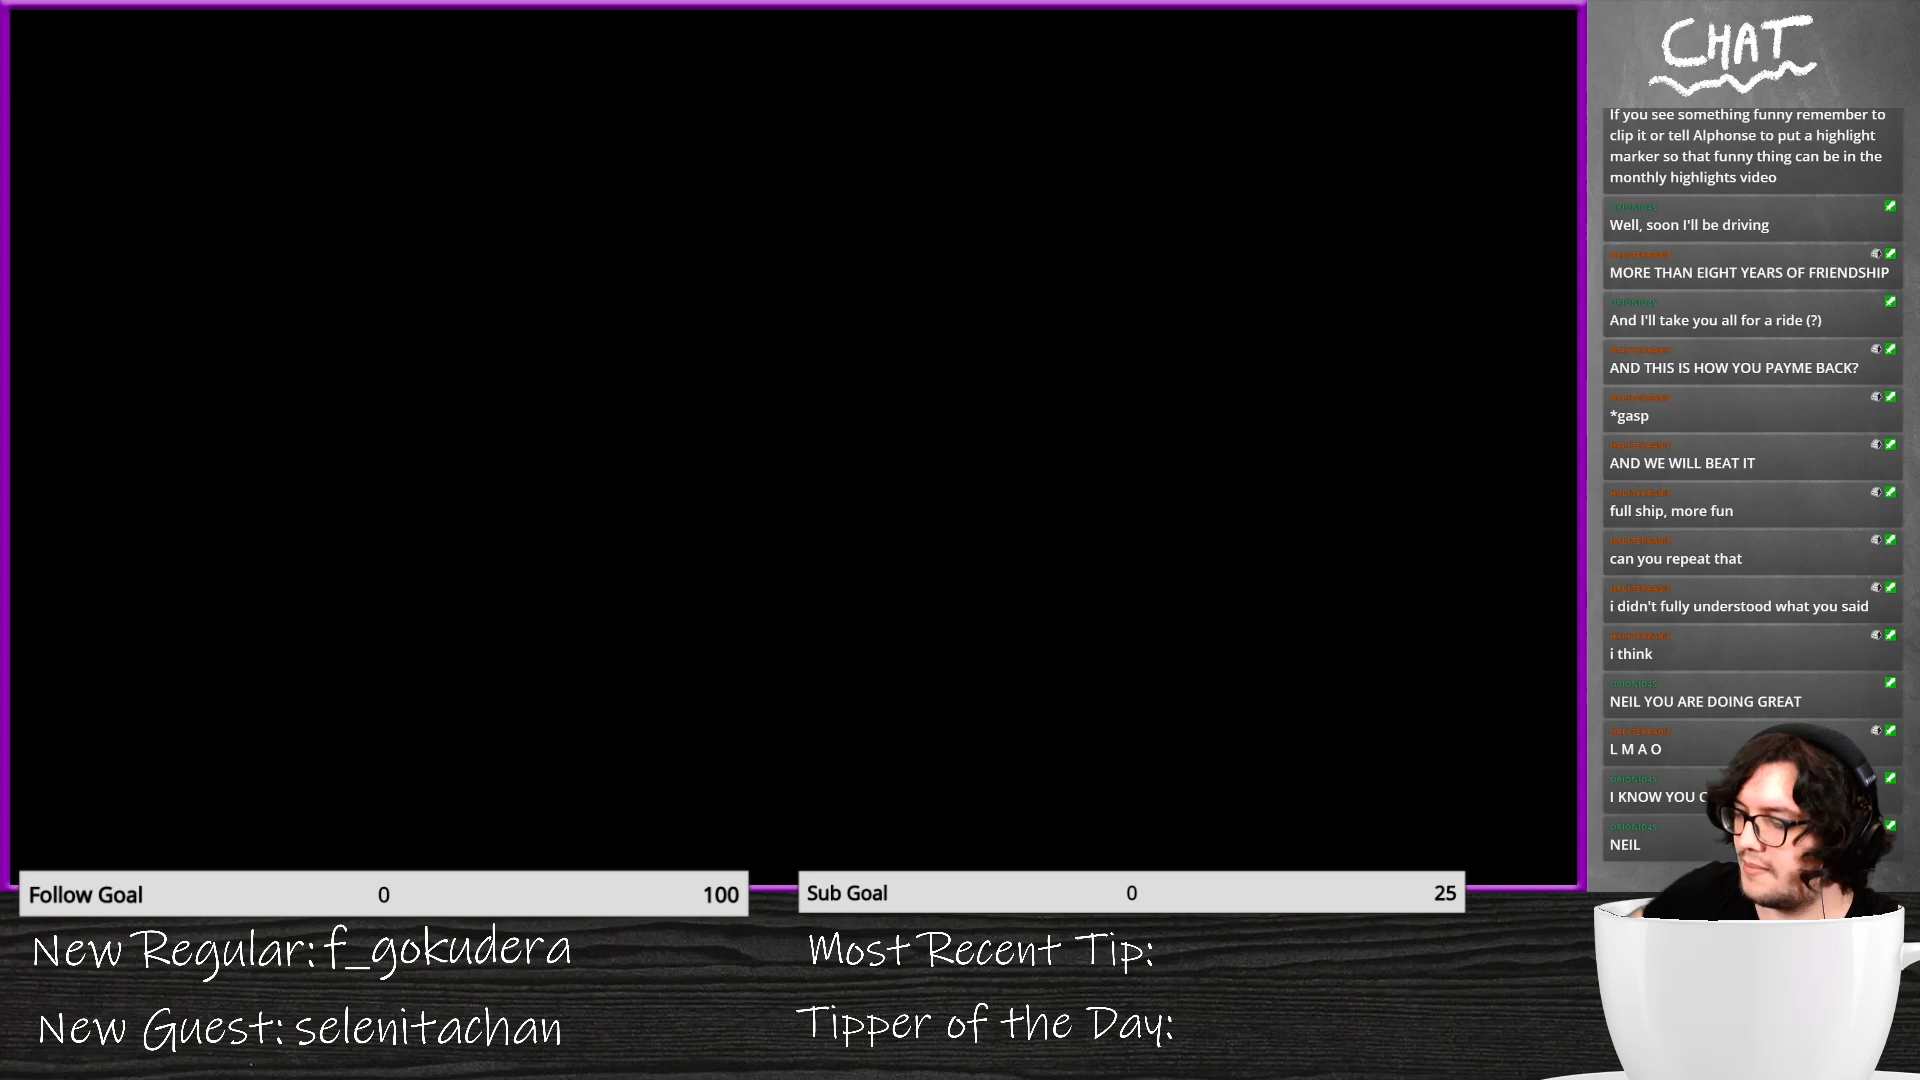 CHAT
If you see something funny remember to
clip it or tell Alphonse to put a highlight
marker so that funny thing can be in the
monthly highlights video
ORION1D4S
Well, soon I'll be driving
MORE THAN EIGHT YEARS OF FRIENDSHIP
ORION1D4S
And I'll take you all for a ride (?)
AND THIS IS HOW YOU PAYME BACK?
*gasp
AND WE WILL BEAT IT
full ship, more fun
can you repeat that
i didn't fully understood what you said
i think
ORION1D4S
NEIL YOU ARE DOING GREAT
L M A O
ORION1D4S
I KNOW YOU
ORION1D4S
NEIL
Follow Goal 0 100
Sub Goal 0 25
New Regular: f_gokudera
Most Recent Tip:
New Guest: selenitachan
Tipper of the Day: